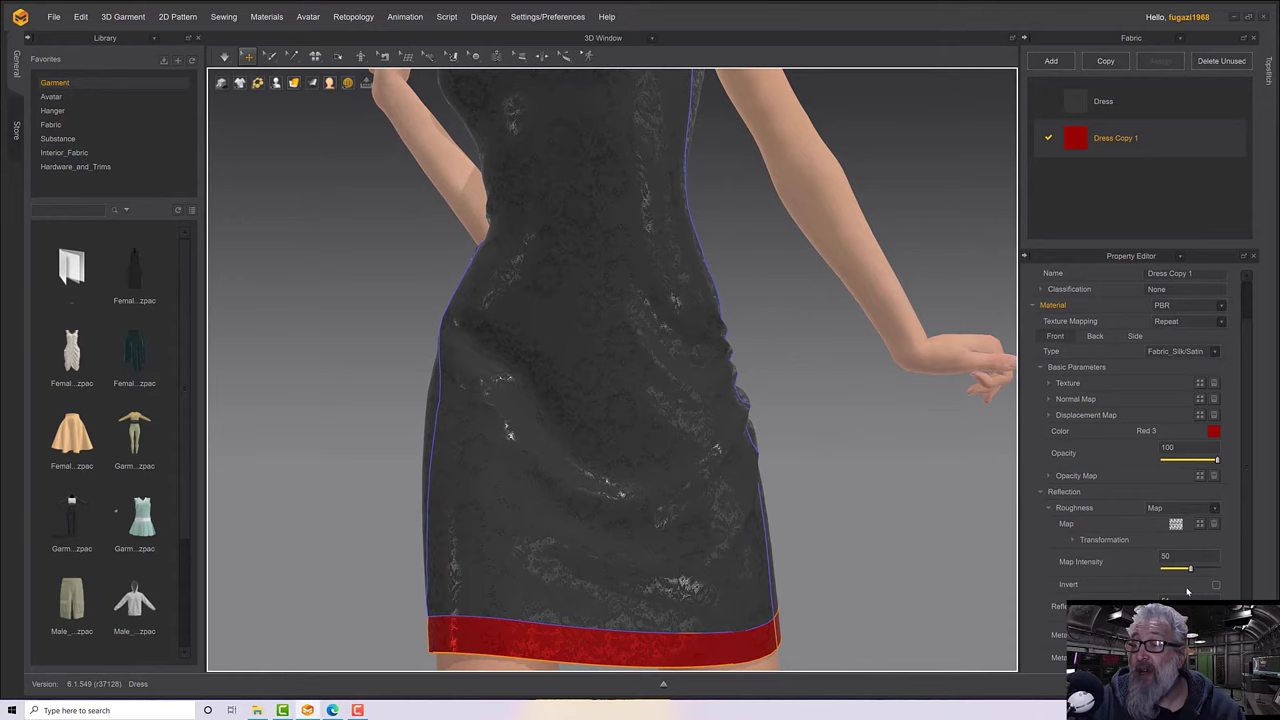 File Edit 3D Garment 2D Pattern Sewing Materials Avatar Retopology Animation Script Display Settings/Preferences Help
Hello, fugazi1968
Library
3D Window
Fabric
General
Store
Topstitch
Favorites
Garment
Avatar
Hanger
Fabric
Substance
Interior_Fabric
Hardware_and_Trims
Femal...zpac
Femal...zpac
Femal...zpac
Femal...zpac
Garm...zpac
Garm...zpac
Garm...zpac
Male_...zpac
Male_...zpac
Add Copy Assign Delete Unused
Dress
Dress Copy 1
Property Editor
Name Dress Copy 1
Classification None
Material PBR
Texture Mapping Repeat
Front Back Side
Type Fabric_Silk/Satin
Basic Parameters
Texture
Normal Map
Displacement Map
Color Red 3
Opacity 100
Opacity Map
Reflection
Roughness Map
Map
Transformation
Map Intensity 50
Invert
Version: 6.1.549 (r37128) Dress
Type here to search